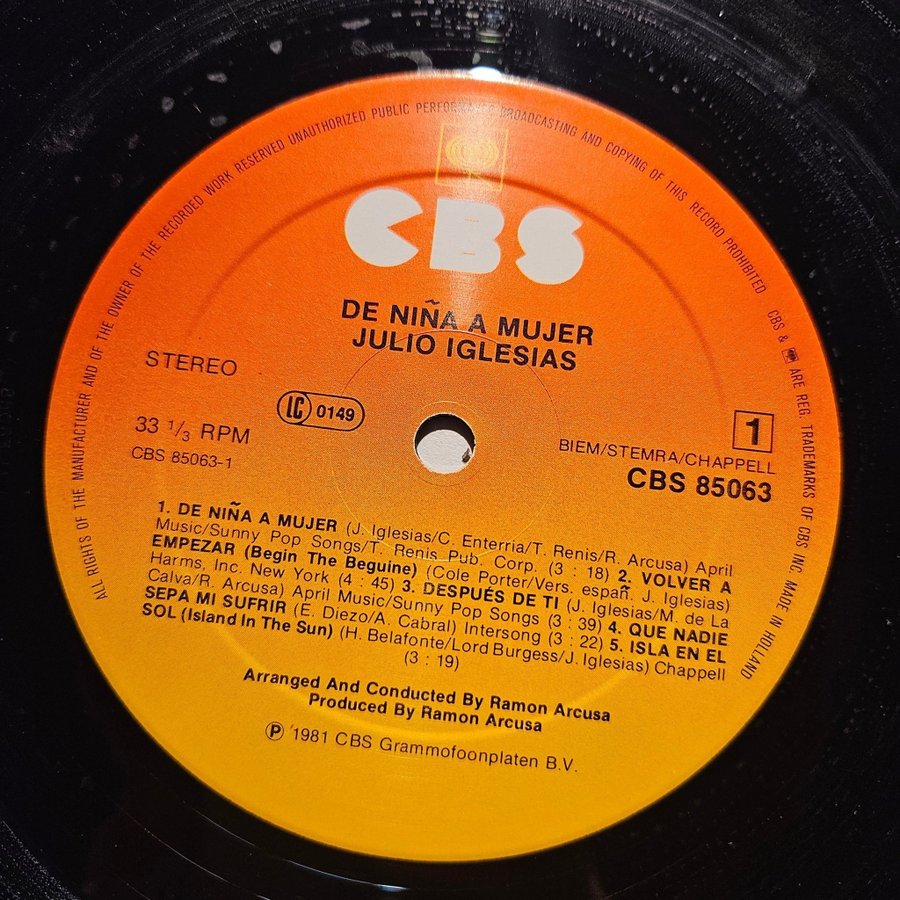 ALL RIGHTS OF THE MANUFACTURER AND OF THE OWNER OF THE RECORDED WORK RESERVED UNAUTHORIZED PUBLIC PERFORMANCE BROADCASTING AND COPYING OF THIS RECORD PROHIBITED CBS & ARE REG. TRADEMARKS OF CBS INC MADE IN HOLLAND
CBS
DE NIÑA A MUJER
JULIO IGLESIAS
STEREO
LC 0149
33 1/3 RPM
CBS 85063-1
1
BIEM/STEMRA/CHAPPELL
CBS 85063
1. DE NIÑA A MUJER (J. Iglesias/C. Enterria/T. Renis/R. Arcusa) April
Music/Sunny Pop Songs/T. Renis Pub. Corp. (3 : 18) 2. VOLVER A
EMPEZAR (Begin The Beguine) (Cole Porter/Vers. españ. J. Iglesias)
Harms, Inc. New York (4 : 45) 3. DESPUÉS DE TI (J. Iglesias/M. de La
Calva/R. Arcusa) April Music/Sunny Pop Songs (3 : 39) 4. QUE NADIE
SEPA MI SUFRIR (E. Diezo/A. Cabral) Intersong (3 : 22) 5. ISLA EN EL
SOL (Island In The Sun) (H. Belafonte/Lord Burgess/J. Iglesias) Chappell
(3 : 19)
Arranged And Conducted By Ramon Arcusa
Produced By Ramon Arcusa
℗ '1981 CBS Grammofoonplaten B.V.